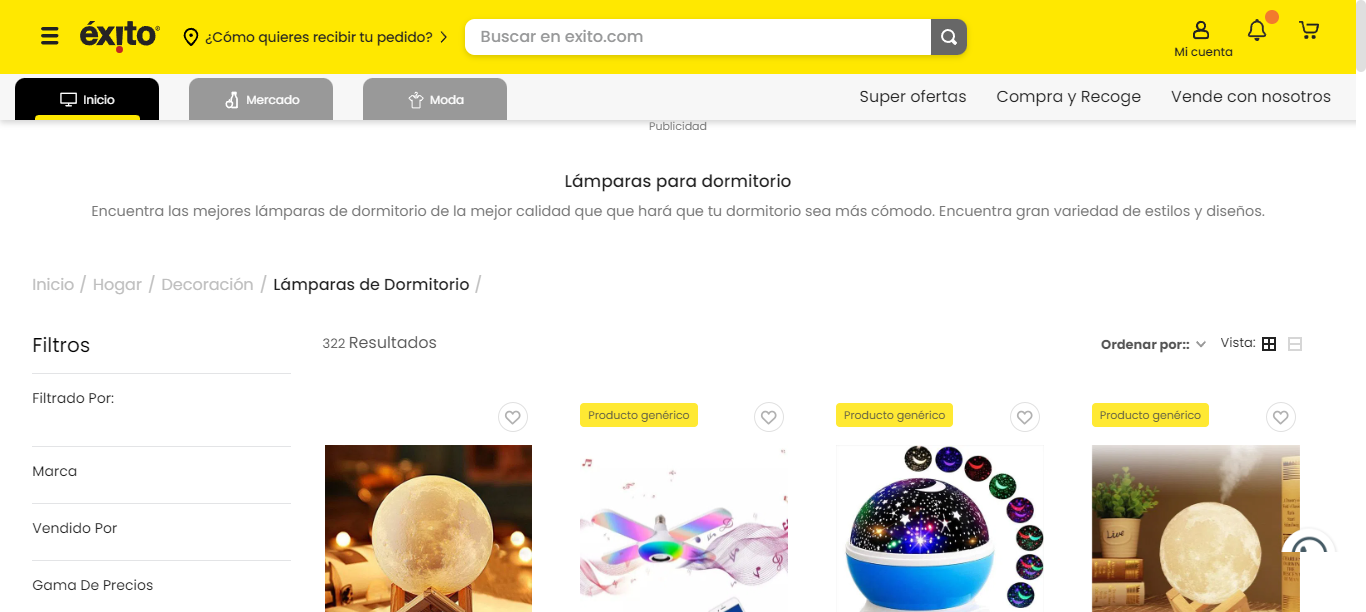 éxito
¿Cómo quieres recibir tu pedido?
Buscar en exito.com
Mi cuenta
Inicio
Mercado
Moda
Super ofertas
Compra y Recoge
Vende con nosotros
Publicidad
Lámparas para dormitorio
Encuentra las mejores lámparas de dormitorio de la mejor calidad que que hará que tu dormitorio sea más cómodo. Encuentra gran variedad de estilos y diseños.
Inicio / Hogar / Decoración / Lámparas de Dormitorio /
Filtros
322 Resultados
Ordenar por::
Vista:
Filtrado Por:
Producto genérico
Producto genérico
Producto genérico
Marca
Vendido Por
Gama De Precios
Live